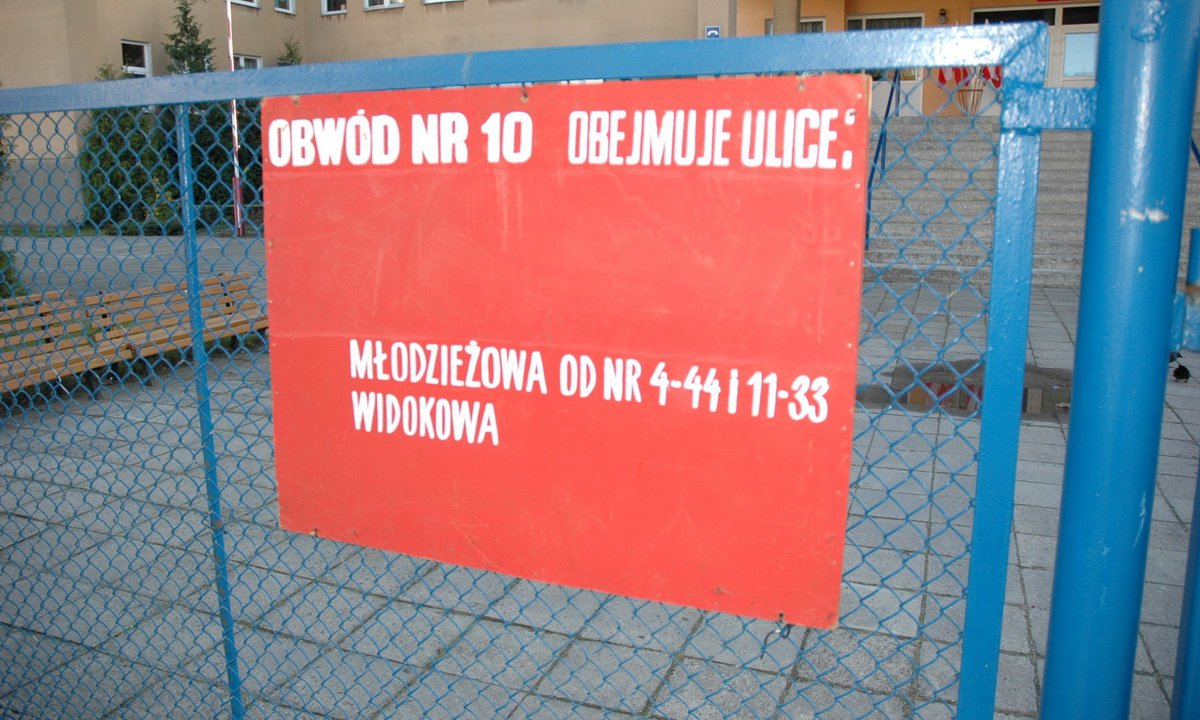 OBWÓD NR 10 OBEJMUJE ULICE:
MŁODZIEŻOWA OD NR 4-44 i 11-33
WIDOKOWA